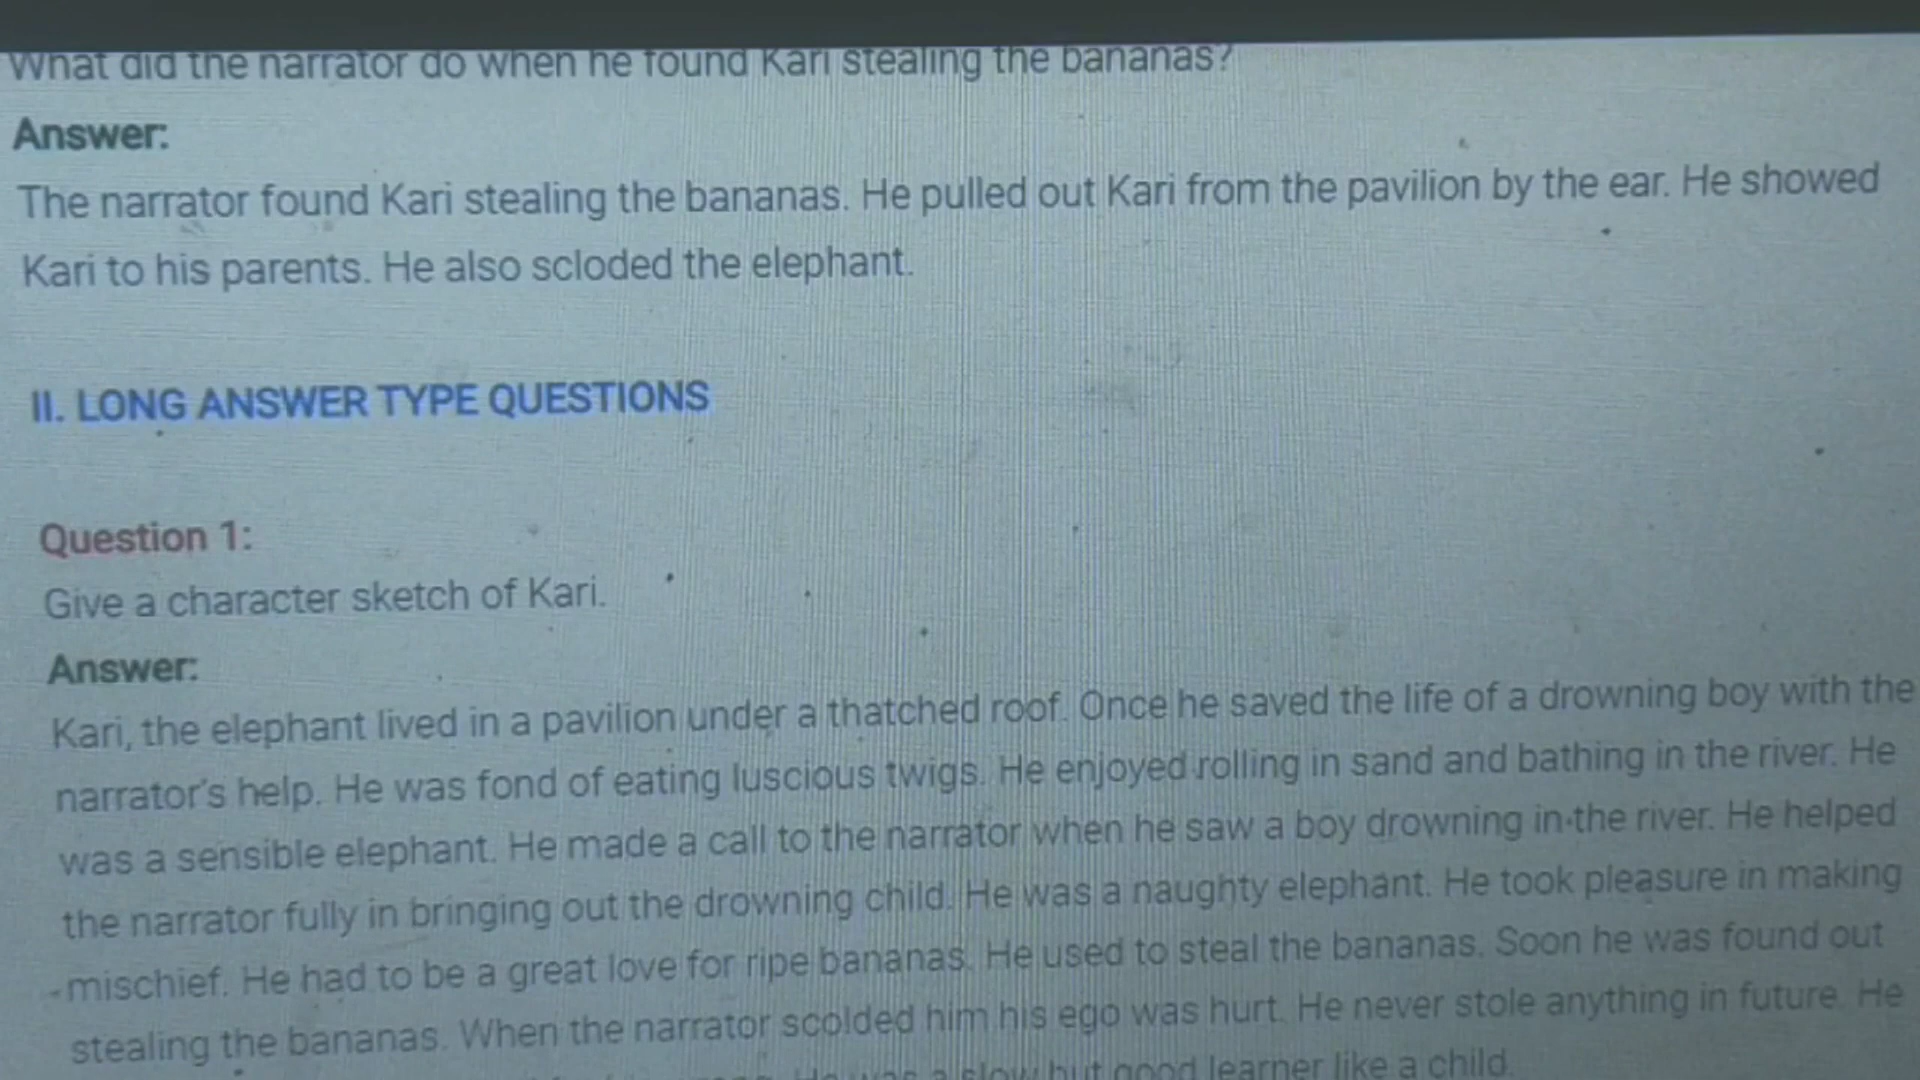 What did the narrator do when he found Kari stealing the bananas?
Answer:
The narrator found Kari stealing the bananas. He pulled out Kari from the pavilion by the ear. He showed
Kari to his parents. He also scloded the elephant.
II. LONG ANSWER TYPE QUESTIONS
Question 1:
Give a character sketch of Kari.
Answer:
Kari, the elephant lived in a pavilion under a thatched roof. Once he saved the life of a drowning boy with the
narrator's help. He was fond of eating luscious twigs. He enjoyed rolling in sand and bathing in the river. He
was a sensible elephant. He made a call to the narrator when he saw a boy drowning in the river. He helped
the narrator fully in bringing out the drowning child. He was a naughty elephant. He took pleasure in making
mischief. He had to be a great love for ripe bananas. He used to steal the bananas. Soon he was found out
stealing the bananas. When the narrator scolded him his ego was hurt. He never stole anything in future. He
He was a slow but good learner like a child.